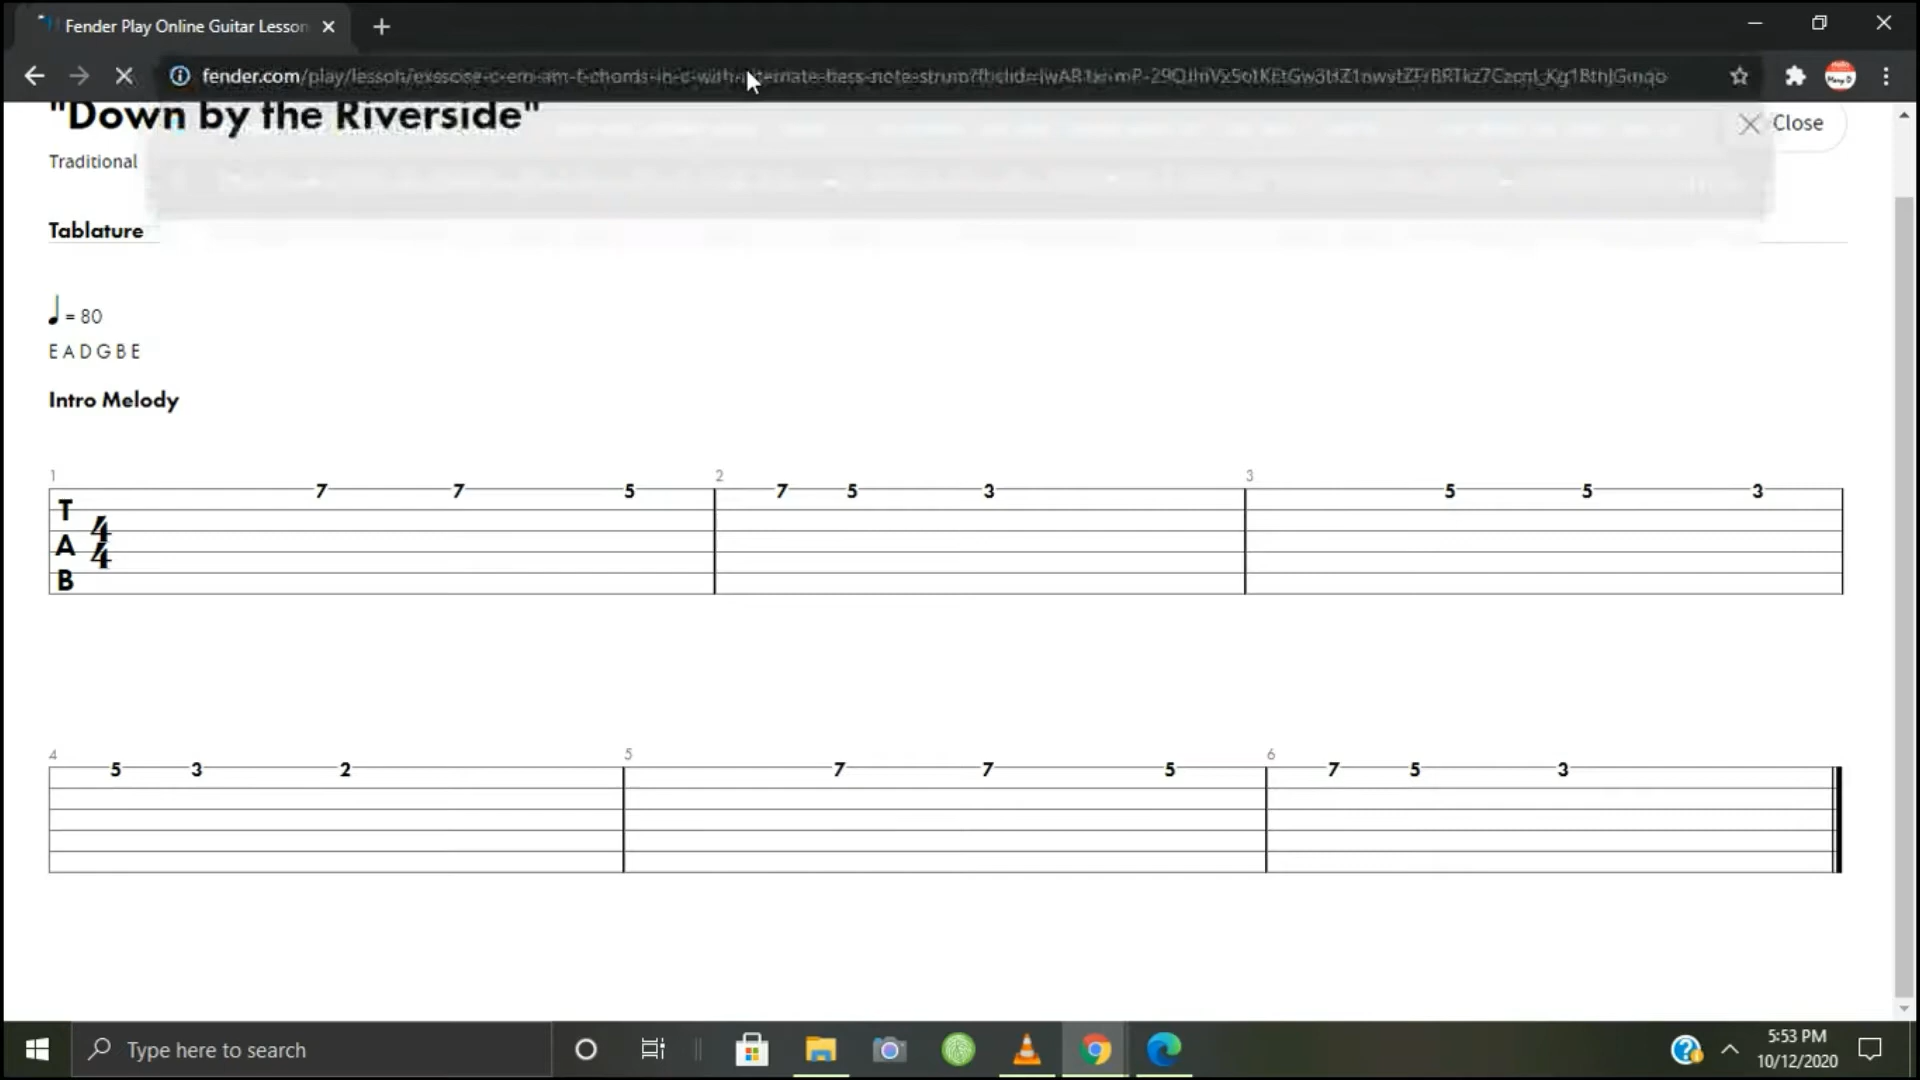 Fender Play Online Guitar Lesson
fender.com
"Down by the Riverside"
Close
Traditional
Tablature
= 80
E A D G B E
Intro Melody
1 2 3
7 7 5 7 5 3 5 5 3
T
A
B
4
4
4 5 6
5 3 2 7 7 5 7 5 3
Type here to search
5:53 PM
10/12/2020